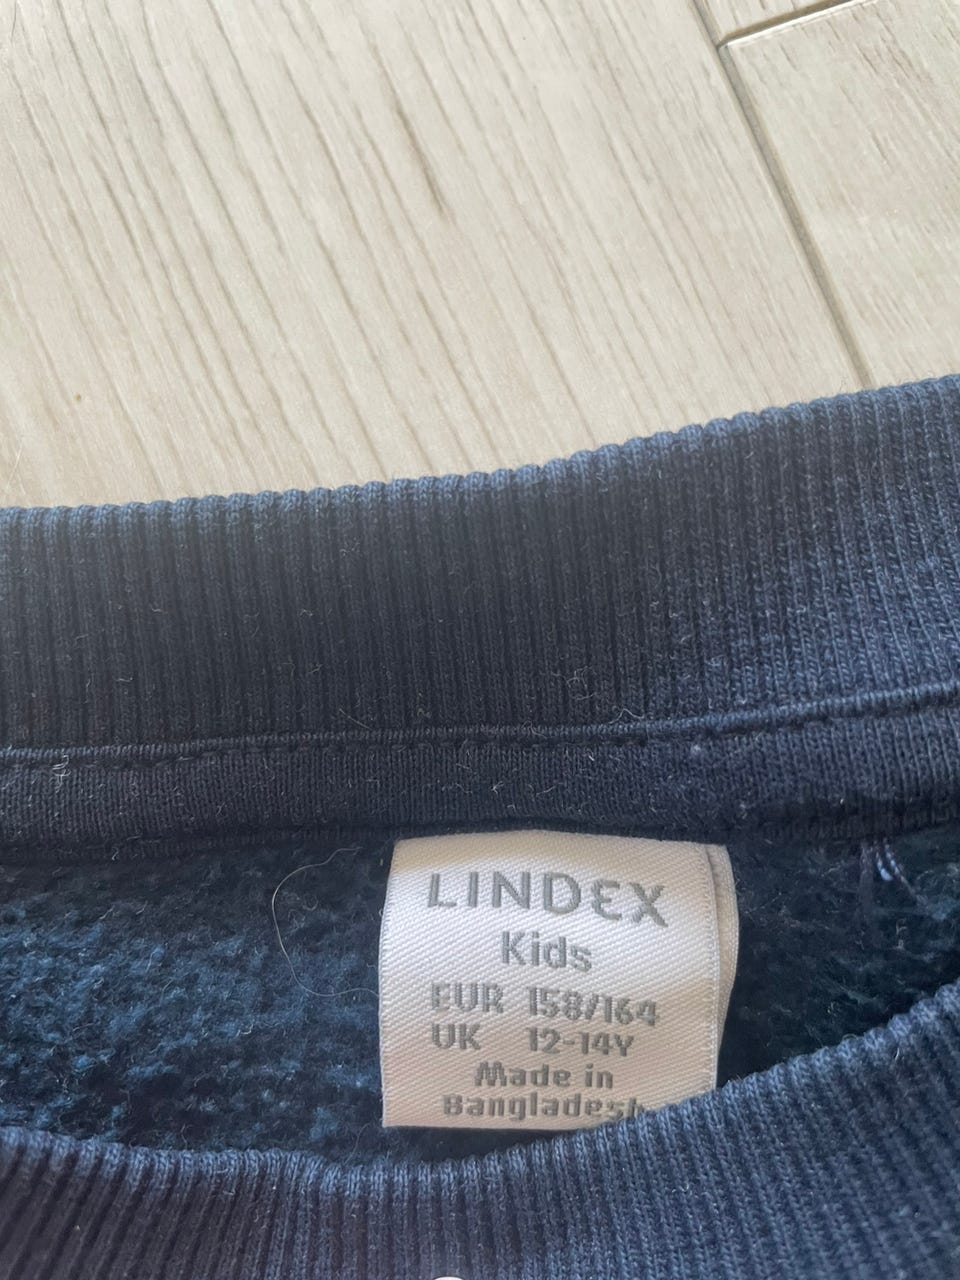 LINDEX
Kids
EUR 158/164
UK 12-14Y
Made in
Bangladesh